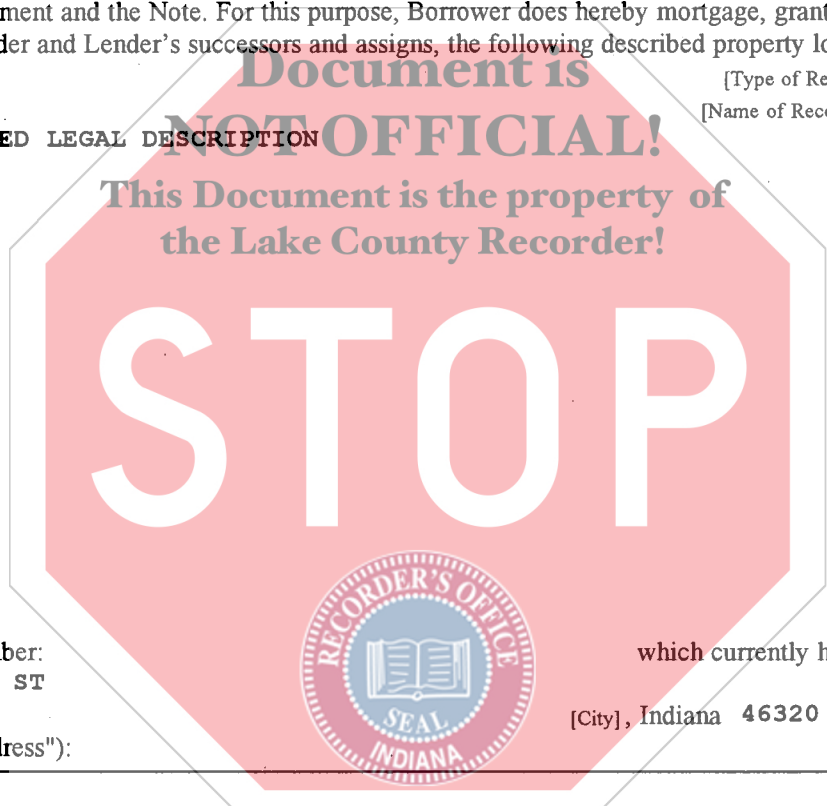 ment and the Note. For this purpose, Borrower does hereby mortgage, grant
der and Lender's successors and assigns, the following described property lo
Document is
[Type of Re
NOT OFFICIAL!
[Name of Reco
ED LEGAL DESCRIPTION
This Document is the property of
the Lake County Recorder!
STOP
RECORDER'S OFFICE
SEAL
INDIANA
ber:
which currently h
ST
[City], Indiana 46320
dress"):